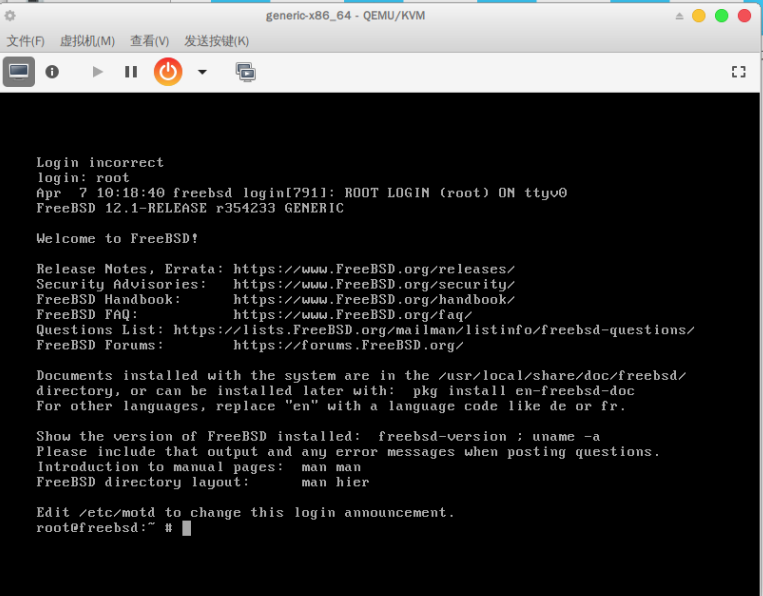 generic-x86_64 - QEMU/KVM
文件(F) 虚拟机(M) 查看(V) 发送按键(K)
Login incorrect
login: root
Apr  7 10:18:40 freebsd login[791]: ROOT LOGIN (root) ON ttyv0
FreeBSD 12.1-RELEASE r354233 GENERIC
Welcome to FreeBSD!
Release Notes, Errata: https://www.FreeBSD.org/releases/
Security Advisories:   https://www.FreeBSD.org/security/
FreeBSD Handbook:      https://www.FreeBSD.org/handbook/
FreeBSD FAQ:           https://www.FreeBSD.org/faq/
Questions List: https://lists.FreeBSD.org/mailman/listinfo/freebsd-questions/
FreeBSD Forums:        https://forums.FreeBSD.org/
Documents installed with the system are in the /usr/local/share/doc/freebsd/
directory, or can be installed later with:  pkg install en-freebsd-doc
For other languages, replace "en" with a language code like de or fr.
Show the version of FreeBSD installed:  freebsd-version ; uname -a
Please include that output and any error messages when posting questions.
Introduction to manual pages:  man man
FreeBSD directory layout:      man hier
Edit /etc/motd to change this login announcement.
root@freebsd:~ #